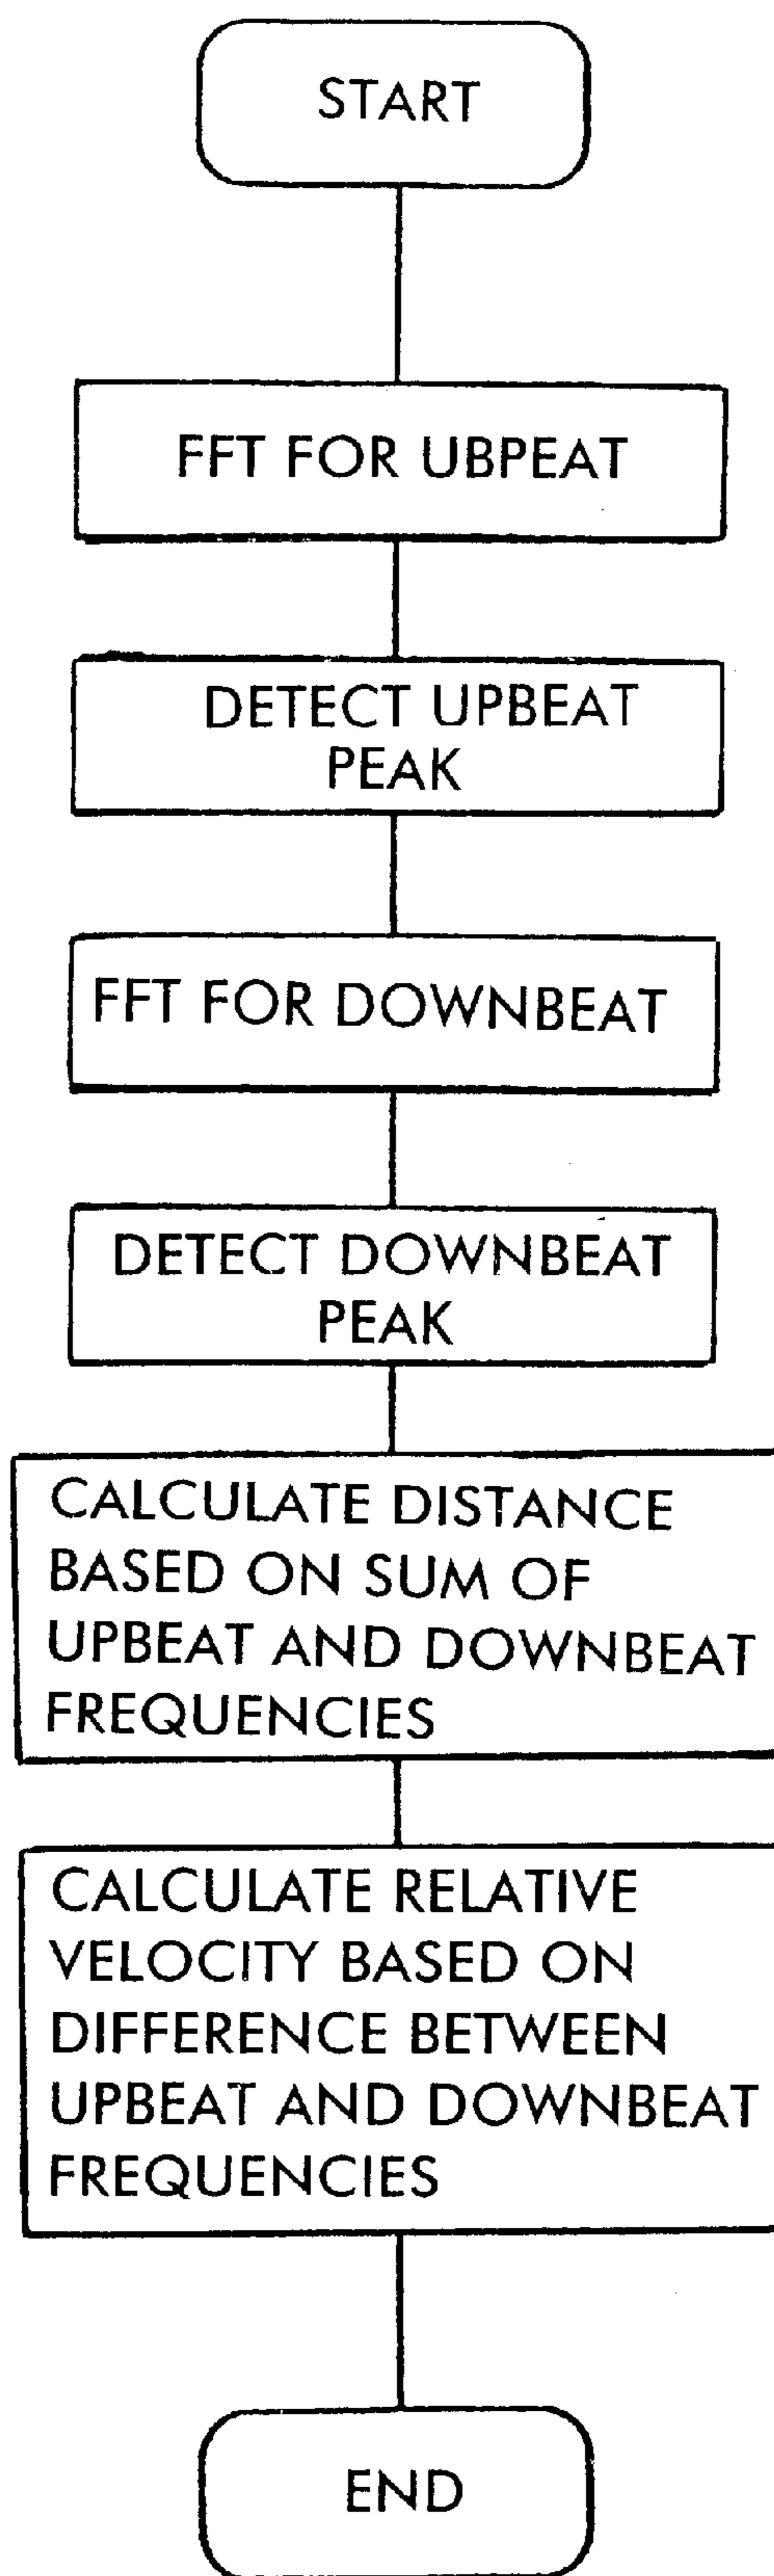 START
FFT FOR UBPEAT
DETECT UPBEAT
PEAK
FFT FOR DOWNBEAT
DETECT DOWNBEAT
PEAK
CALCULATE DISTANCE
BASED ON SUM OF
UPBEAT AND DOWNBEAT
FREQUENCIES
CALCULATE RELATIVE
VELOCITY BASED ON
DIFFERENCE BETWEEN
UPBEAT AND DOWNBEAT
FREQUENCIES
END